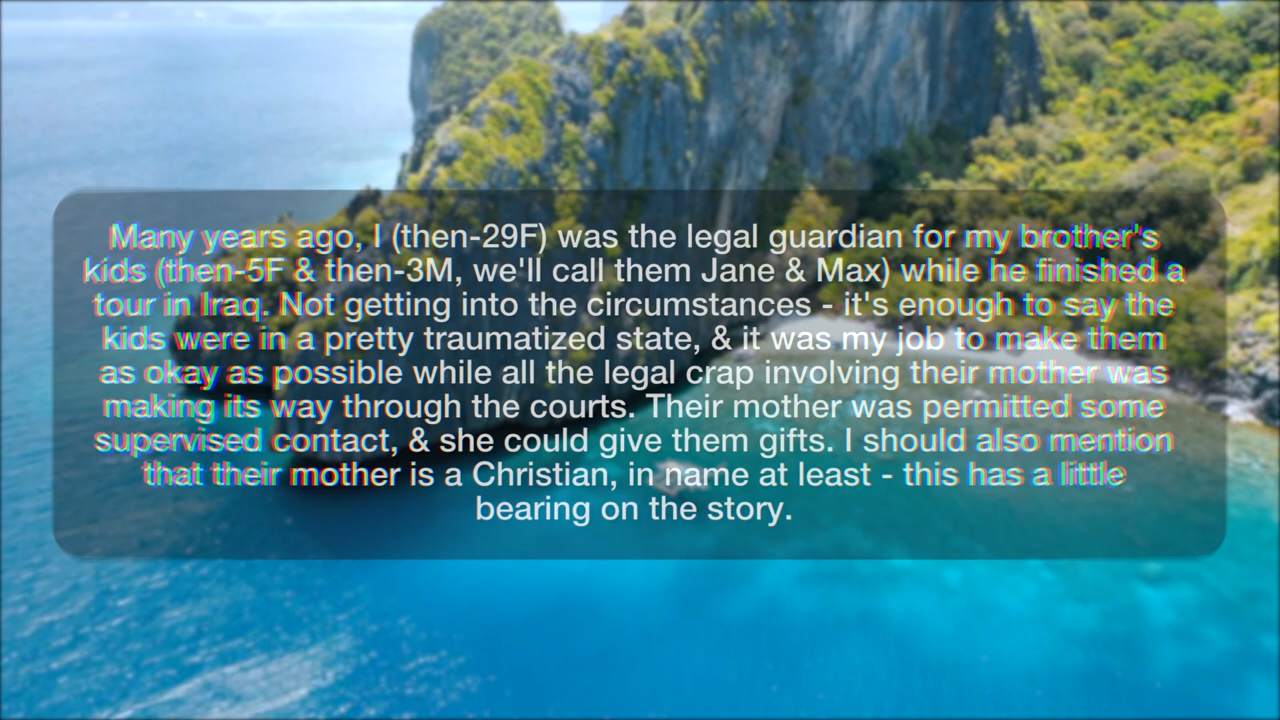 Many years ago, I (then-29F) was the legal guardian for my brother's
kids (then-5F & then-3M, we'll call them Jane & Max) while he finished a
tour in Iraq. Not getting into the circumstances - it's enough to say the
kids were in a pretty traumatized state, & it was my job to make them
as okay as possible while all the legal crap involving their mother was
making its way through the courts. Their mother was permitted some
supervised contact, & she could give them gifts. I should also mention
that their mother is a Christian, in name at least - this has a little
bearing on the story.